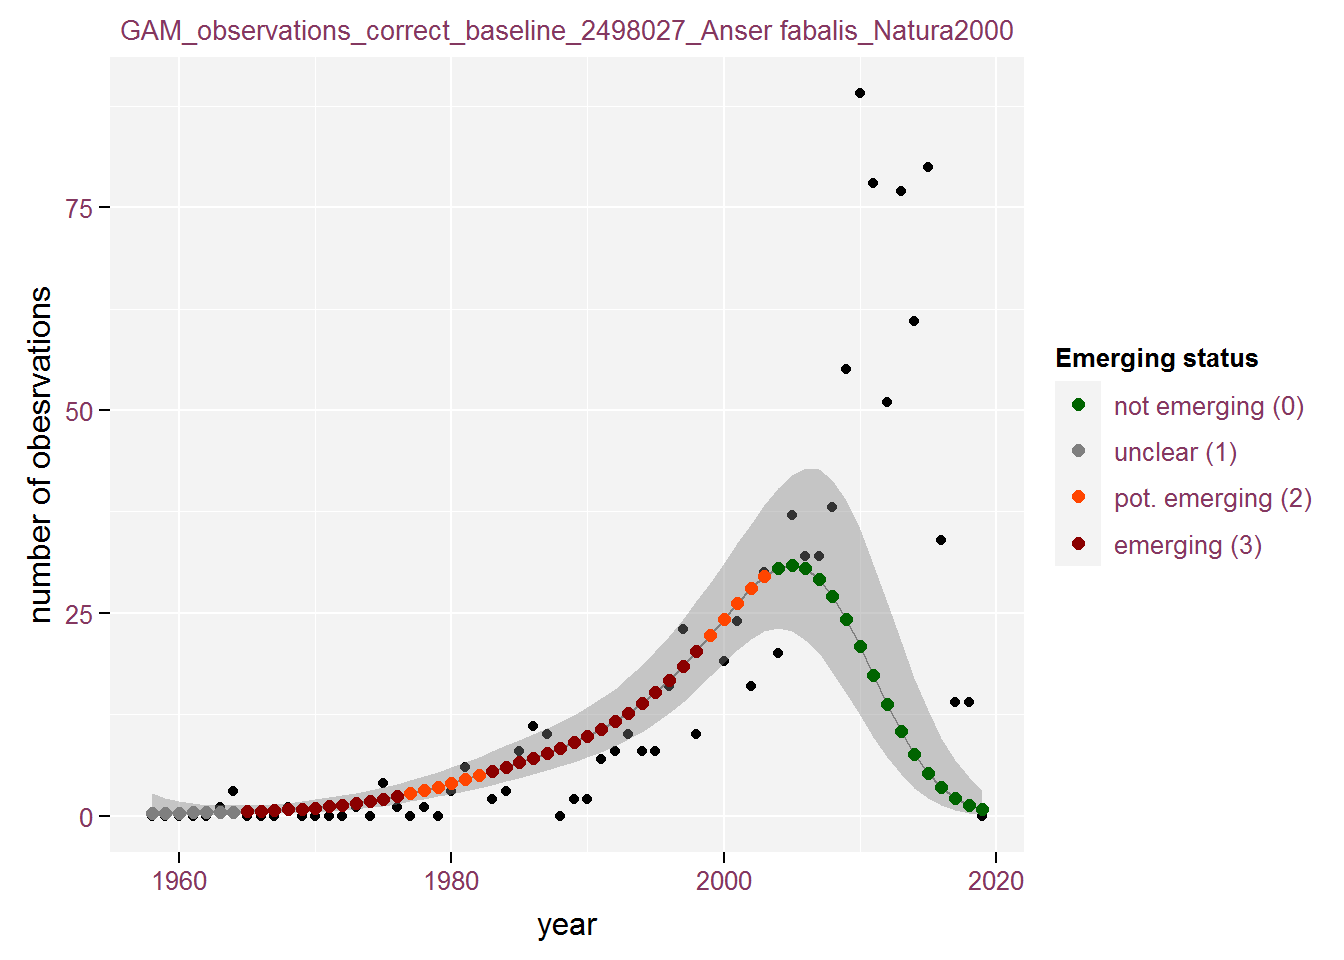 GAM_observations_correct_baseline_2498027_Anser fabalis_Natura2000
75
50
25
0
number of obesrvations
1960
1980
2000
2020
year
Emerging status
not emerging (0)
unclear (1)
pot. emerging (2)
emerging (3)